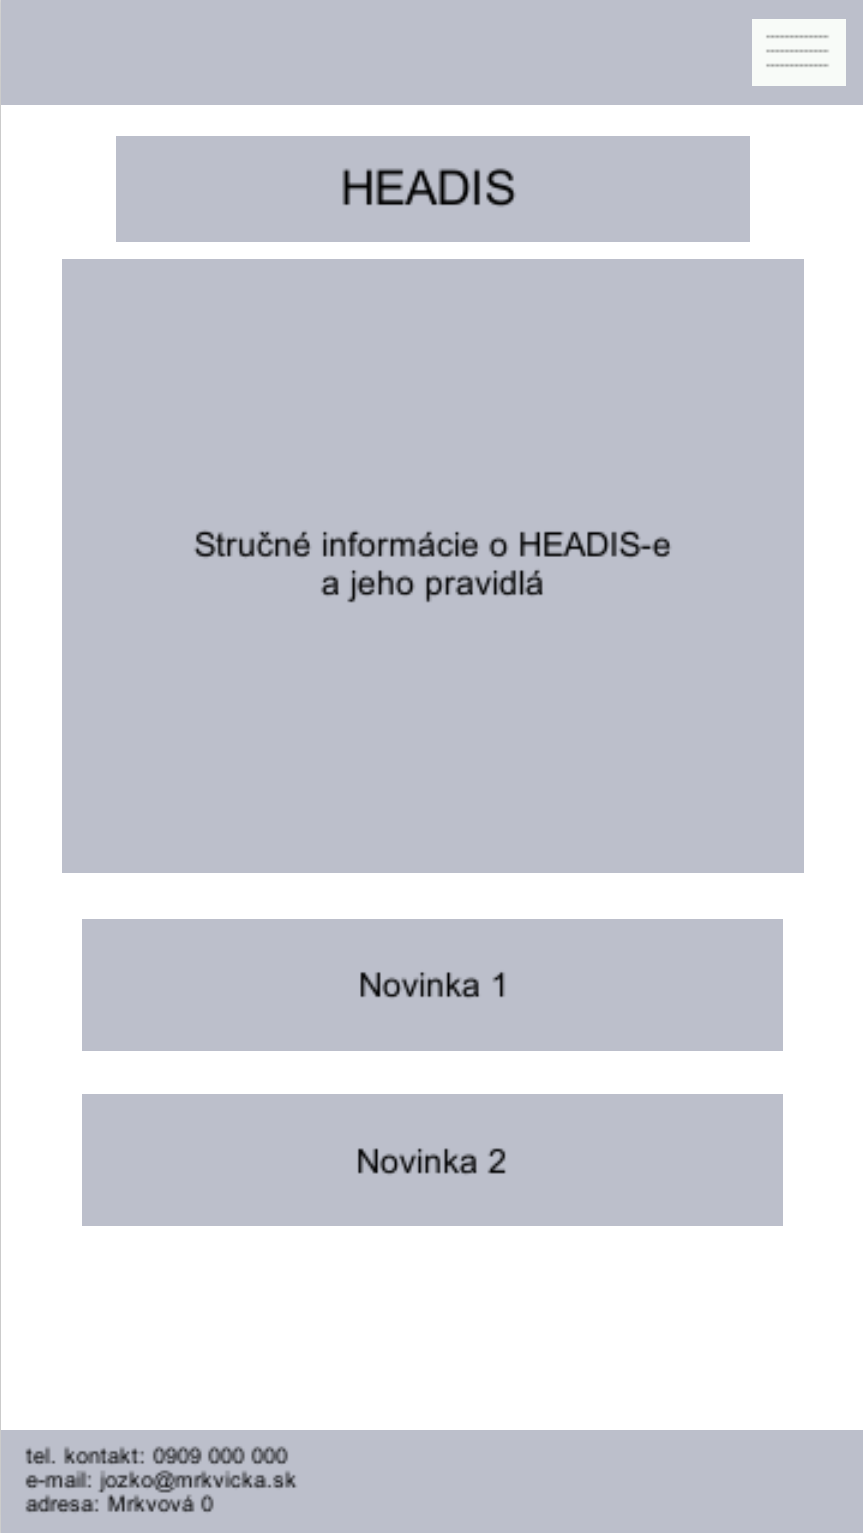 HEADIS
Stručné informácie o HEADIS-e
a jeho pravidlá
Novinka 1
Novinka 2
tel. kontakt: 0909 000 000
e-mail: jozko@mrkvicka.sk
adresa: Mrkvová 0